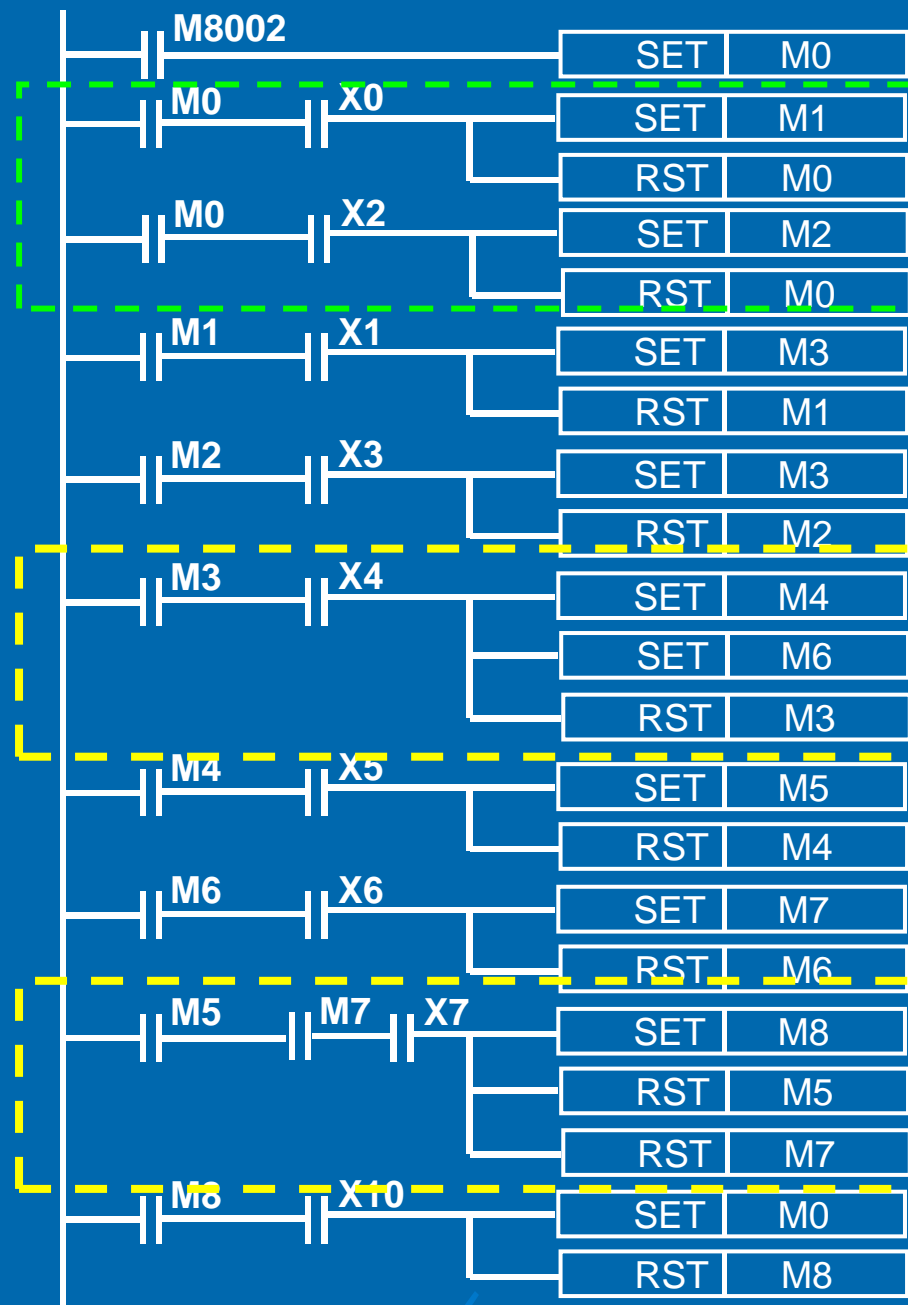 M8002
SET M0
M0 X0
SET M1
RST M0
M0 X2
SET M2
RST M0
M1 X1
SET M3
RST M1
M2 X3
SET M3
RST M2
M3 X4
SET M4
SET M6
RST M3
M4 X5
SET M5
RST M4
M6 X6
SET M7
RST M6
M5 M7 X7
SET M8
RST M5
RST M7
M8 X10
SET M0
RST M8